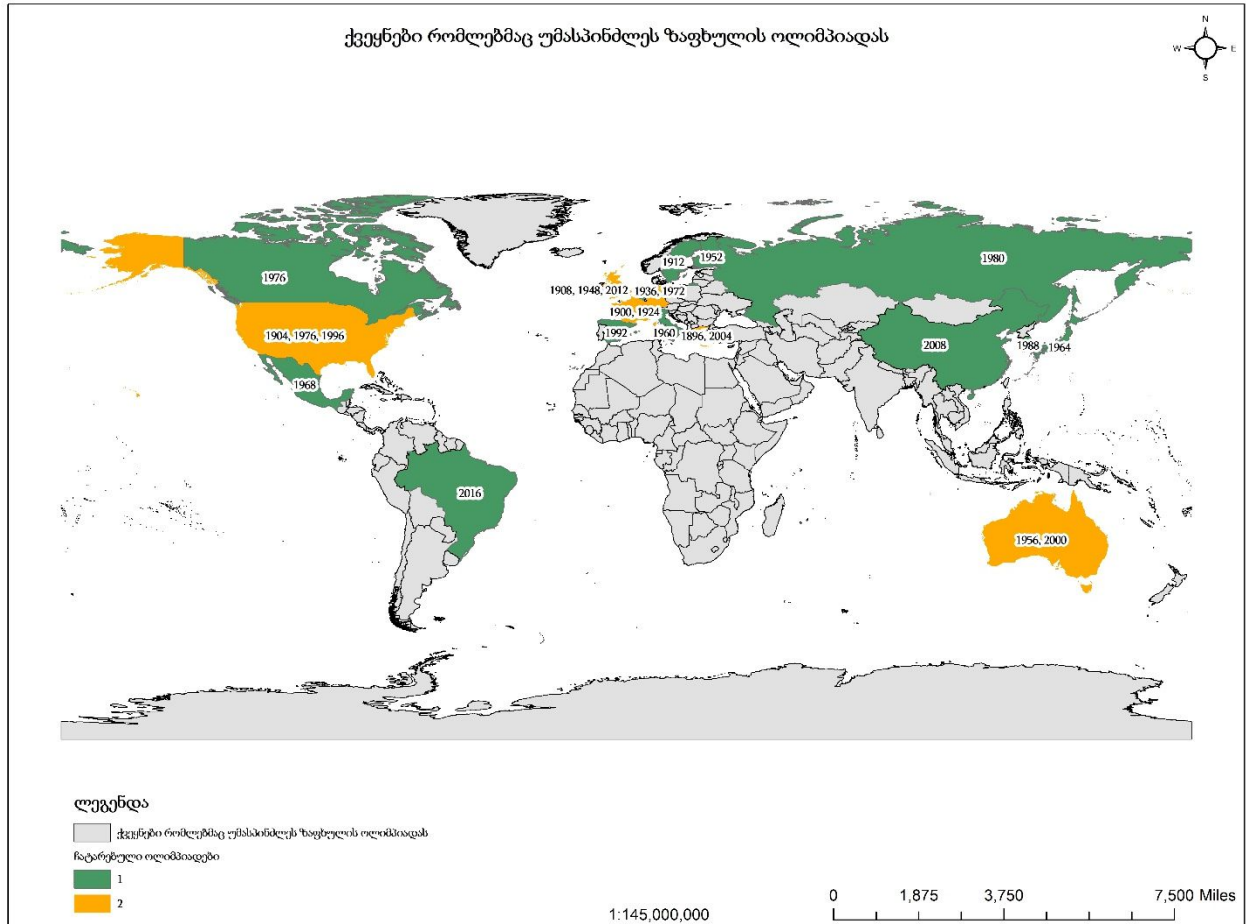 ქვეყნები რომლებმაც უმასპინძლეს ზაფხულის ოლიმპიადას
N
W E
S
1976
1912
1952
1980
1908, 1948, 2012
1936, 1972
1900, 1924
1904, 1976, 1996
1992
1960
1896, 2004
2008
1988
1964
1968
2016
1956, 2000
ლეგენდა
ქვეყნები რომლებმაც უმასპინძლეს ზაფხულის ოლიმპიადას
ჩატარებული ოლიმპიადები
1
2
1:145,000,000
0 1,875 3,750 7,500 Miles